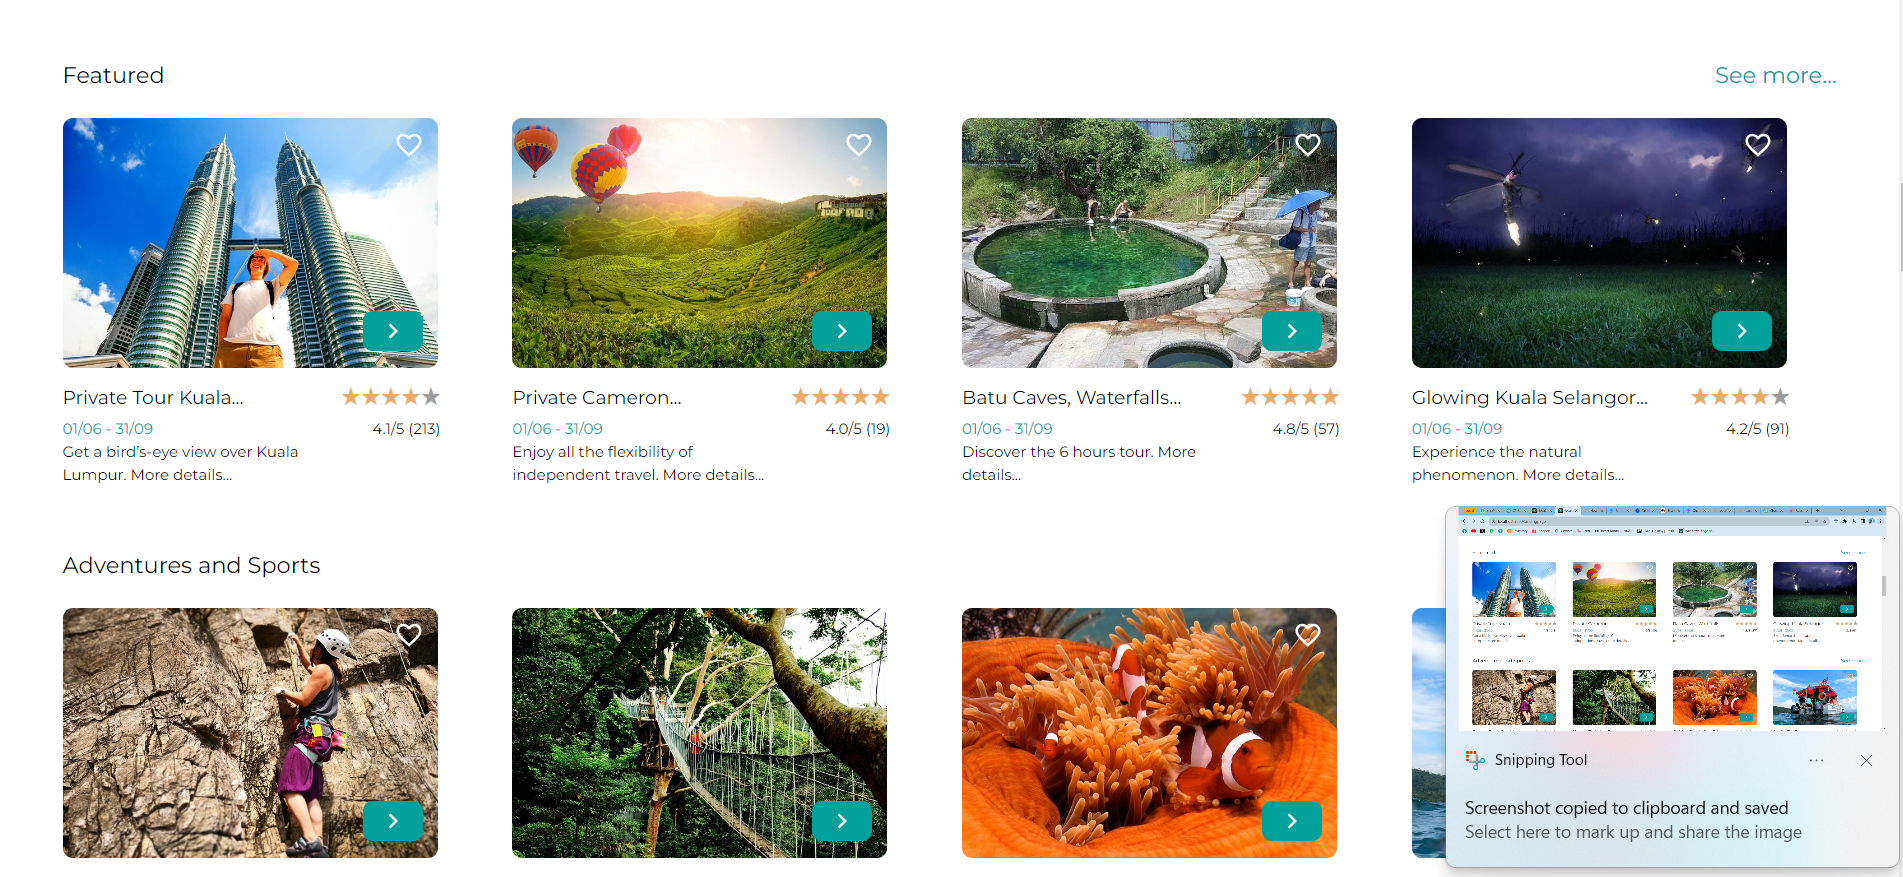 Featured
See more...
Private Tour Kuala...
01/06 - 31/09
4.1/5 (213)
Get a bird's-eye view over Kuala
Lumpur. More details...
Private Cameron...
01/06 - 31/09
4.0/5 (19)
Enjoy all the flexibility of
independent travel. More details...
Batu Caves, Waterfalls...
01/06 - 31/09
4.8/5 (57)
Discover the 6 hours tour. More
details...
Glowing Kuala Selangor...
01/06 - 31/09
4.2/5 (91)
Experience the natural
phenomenon. More details...
Adventures and Sports
Snipping Tool
Screenshot copied to clipboard and saved
Select here to mark up and share the image